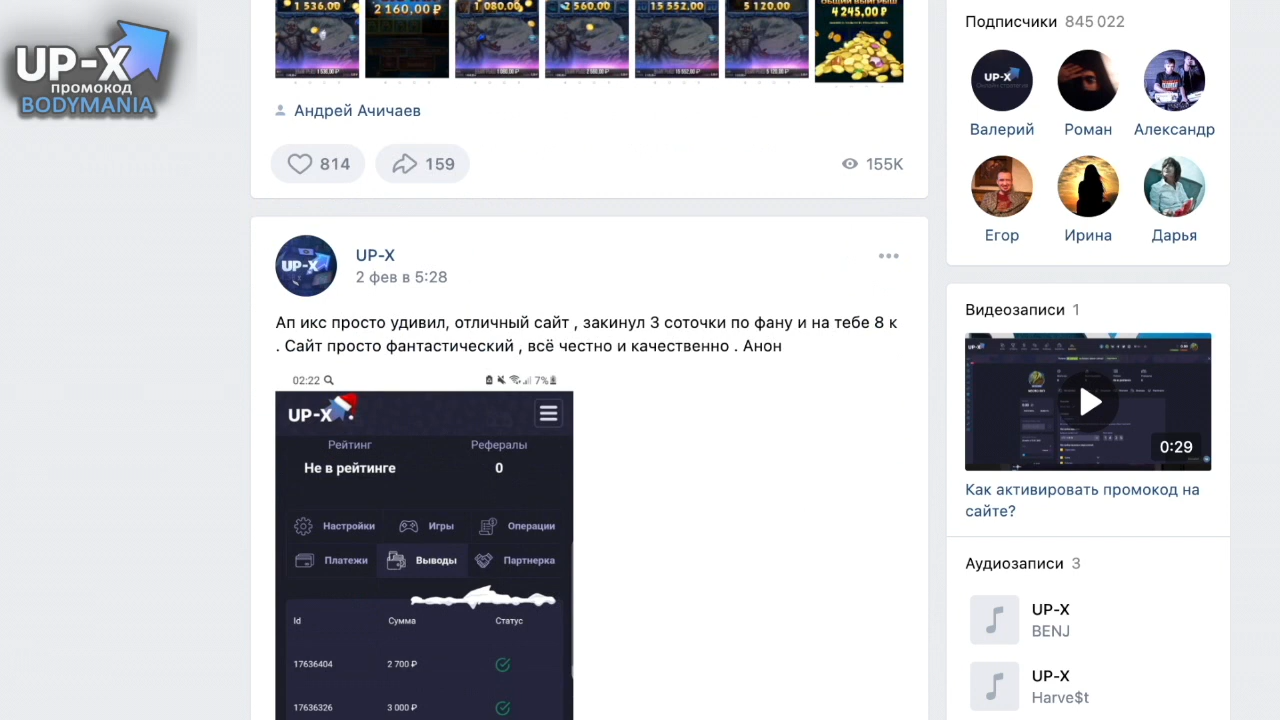 UP-X
промокод
BODYMANIA
1 536,00
2 160,00 ₽
1 080,00
2 560,00
15 552,00
5 120,00
ОБЩИЙ ВЫИГРЫШ
4 245,00 ₽
Андрей Ачичаев
814
159
155K
UP-X
2 фев в 5:28
Ап икс просто удивил, отличный сайт , закинул 3 соточки по фану и на тебе 8 к
. Сайт просто фантастический , всё честно и качественно . Анон
02:22
7%
UP-X
Рейтинг
Рефералы
Не в рейтинге
0
Настройки
Игры
Операции
Платежи
Выводы
Партнерка
Id
Сумма
Статус
17636404
2 700 ₽
17636326
3 000 ₽
Подписчики 845 022
UP-X
Валерий
Роман
Александр
Егор
Ирина
Дарья
Видеозаписи 1
0:29
Как активировать промокод на
сайте?
Аудиозаписи 3
UP-X
BENJ
UP-X
Harve$t